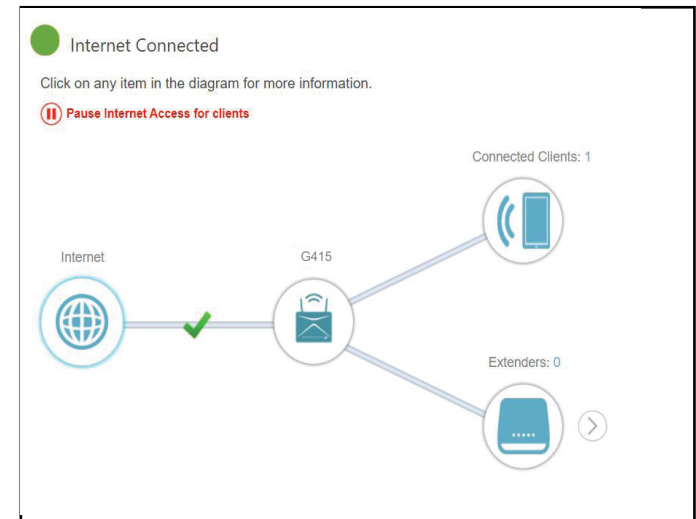 Internet Connected
Click on any item in the diagram for more information.
Pause Internet Access for clients
Connected Clients: 1
Internet
G415
Extenders: 0